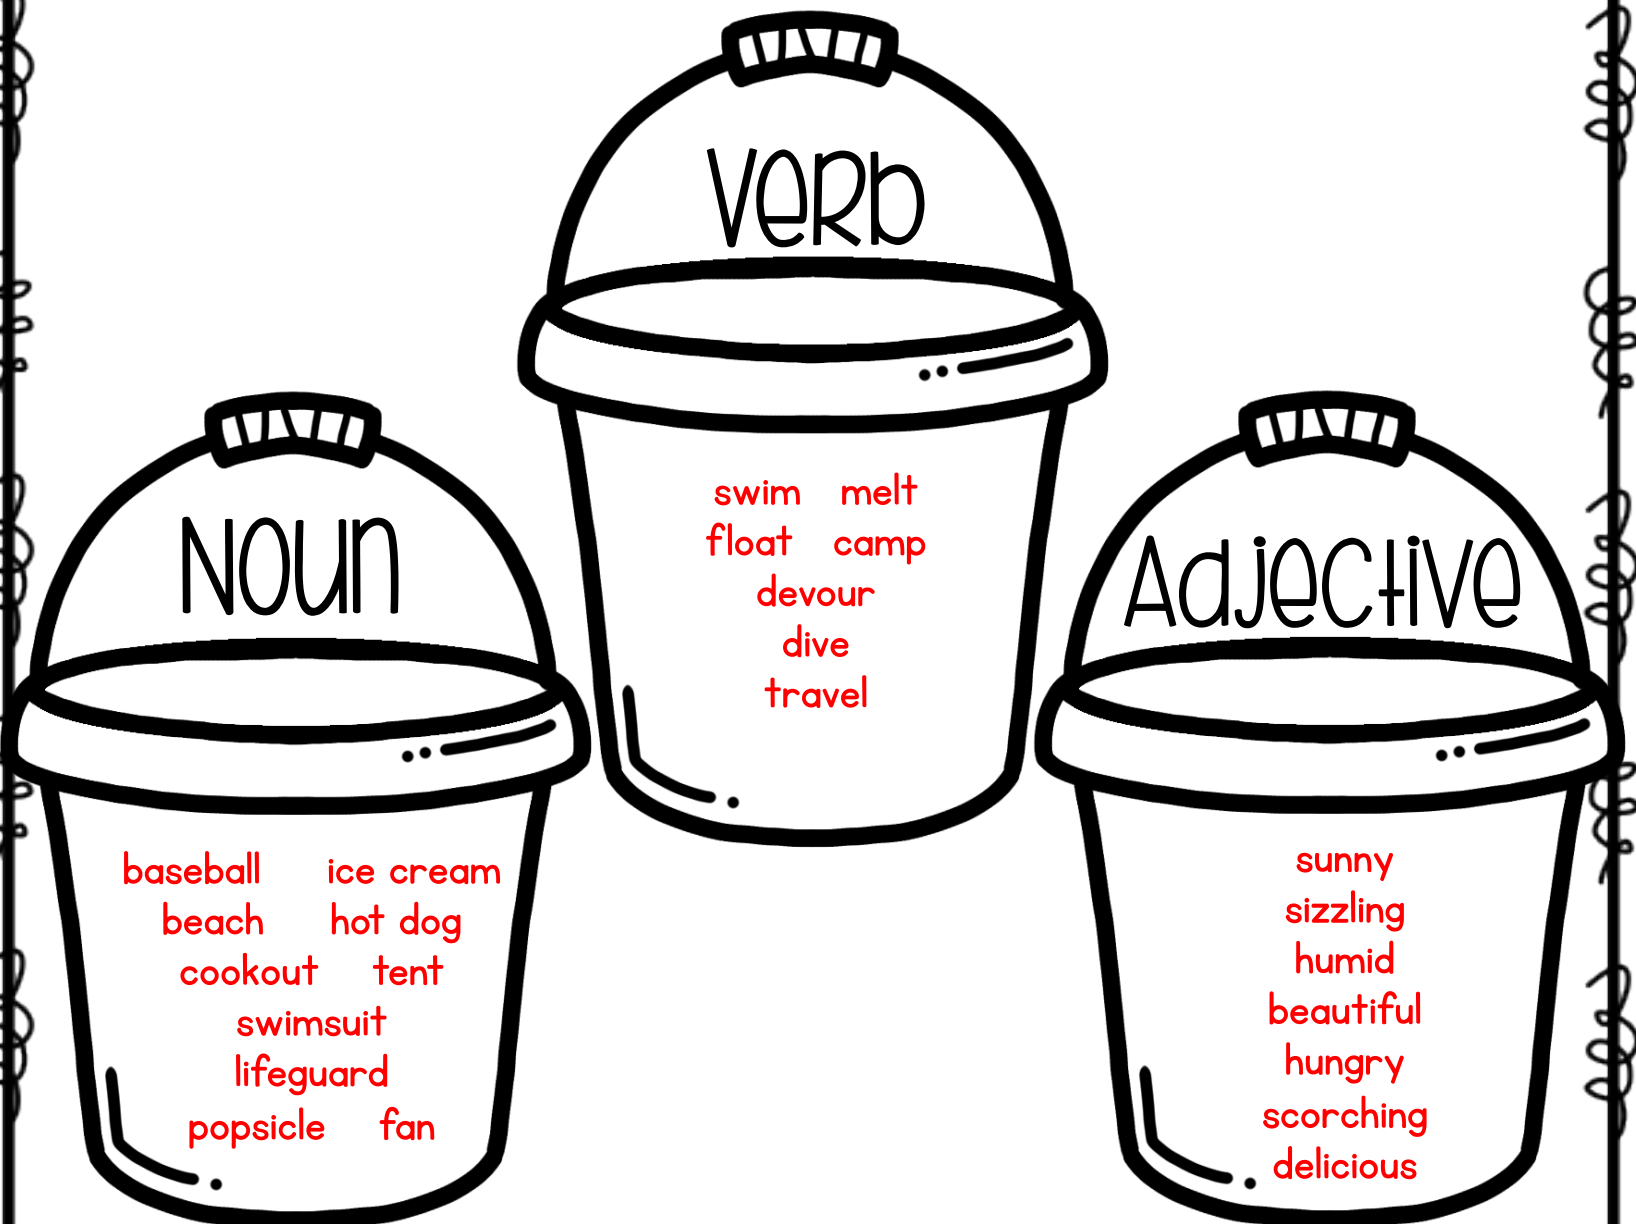 Verb
swim melt
float camp
devour
dive
travel
Noun
baseball ice cream
beach hot dog
cookout tent
swimsuit
lifeguard
popsicle fan
Adjective
sunny
sizzling
humid
beautiful
hungry
scorching
delicious